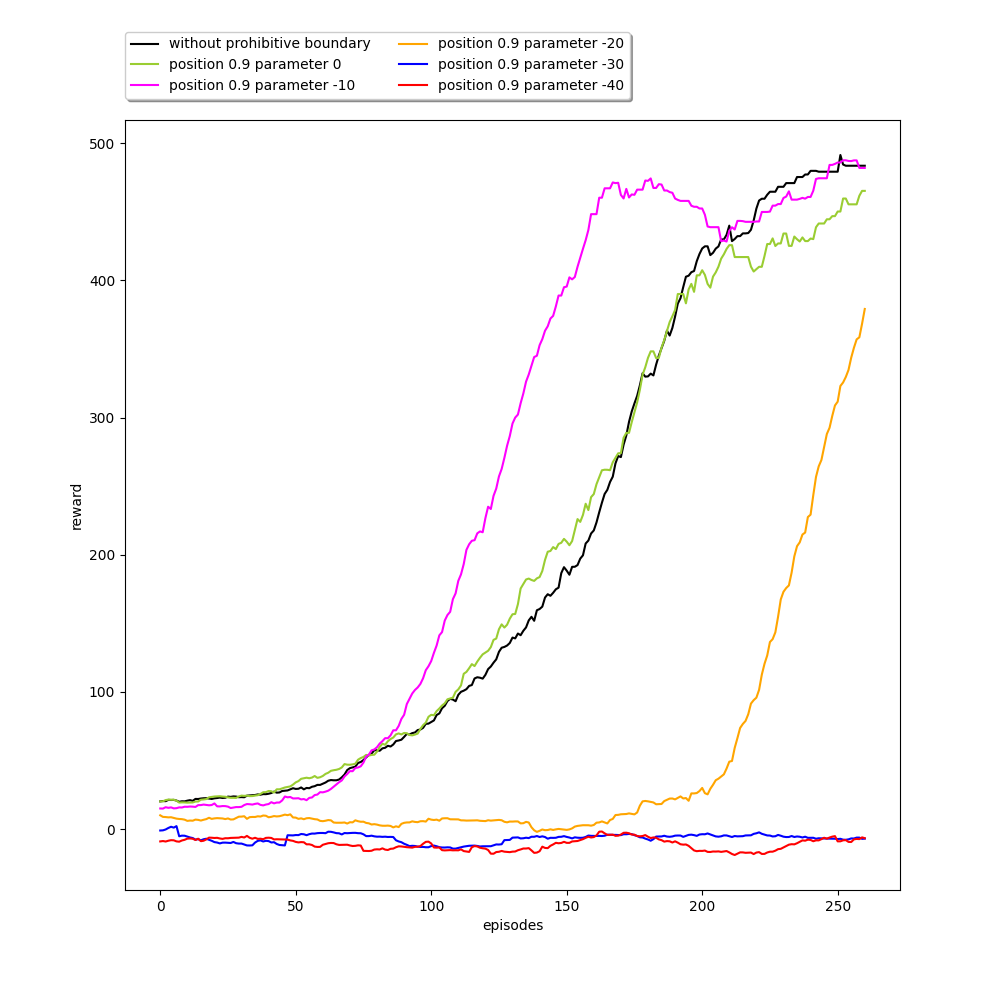 without prohibitive boundary
position 0.9 parameter 0
position 0.9 parameter -10
position 0.9 parameter -20
position 0.9 parameter -30
position 0.9 parameter -40
500
400
300
200
100
0
reward
0 50 100 150 200 250
episodes